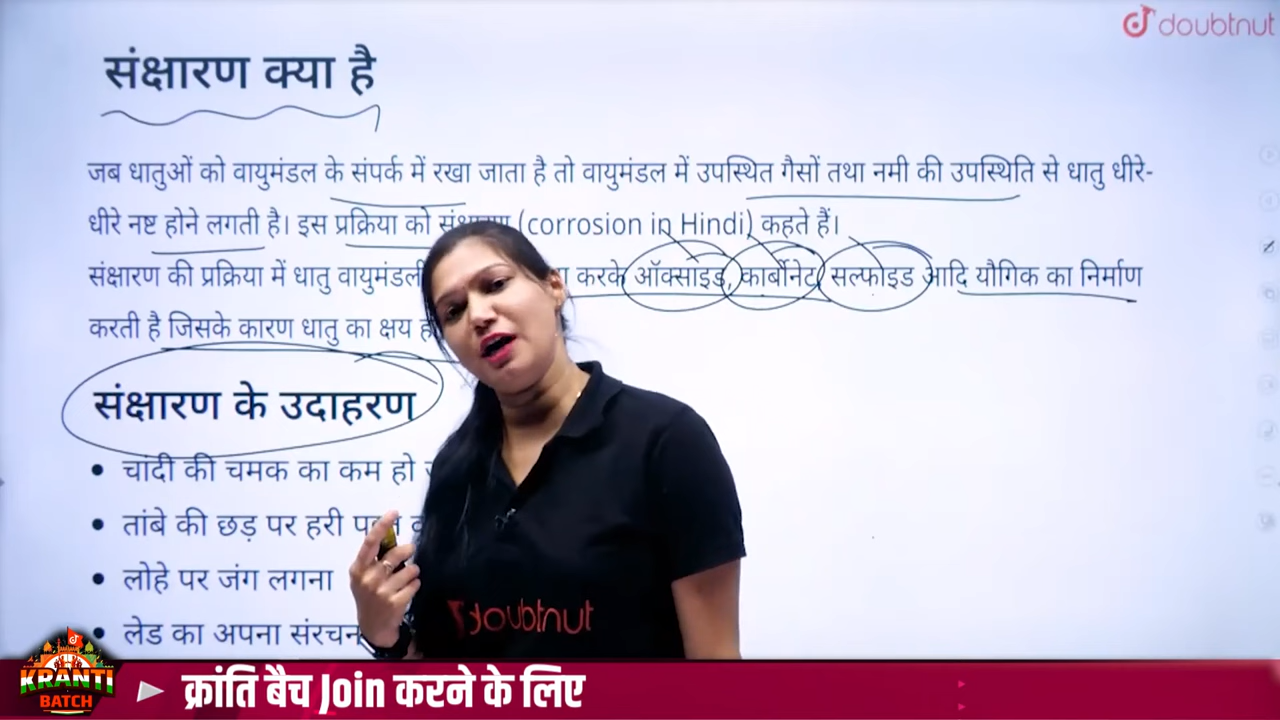 doubtnut
संक्षारण क्या है
जब धातुओं को वायुमंडल के संपर्क में रखा जाता है तो वायुमंडल में उपस्थित गैसों तथा नमी की उपस्थिति से धातु धीरे-
धीरे नष्ट होने लगती है। इस प्रक्रिया को संक्षारण (corrosion in Hindi) कहते हैं।
संक्षारण की प्रक्रिया में धातु करके ऑक्साइड, कार्बोनेट, सल्फाइड आदि यौगिक का निर्माण
करती है जिसके कारण धातु का क्षय
संक्षारण के उदाहरण
• चांदी की चमक का कम हो
• तांबे की छड़ पर हरी
• लोहे पर जंग लगना
• लेड का अपना
doubtnut
KRANTI
BATCH
क्रांति बैच Join करने के लिए